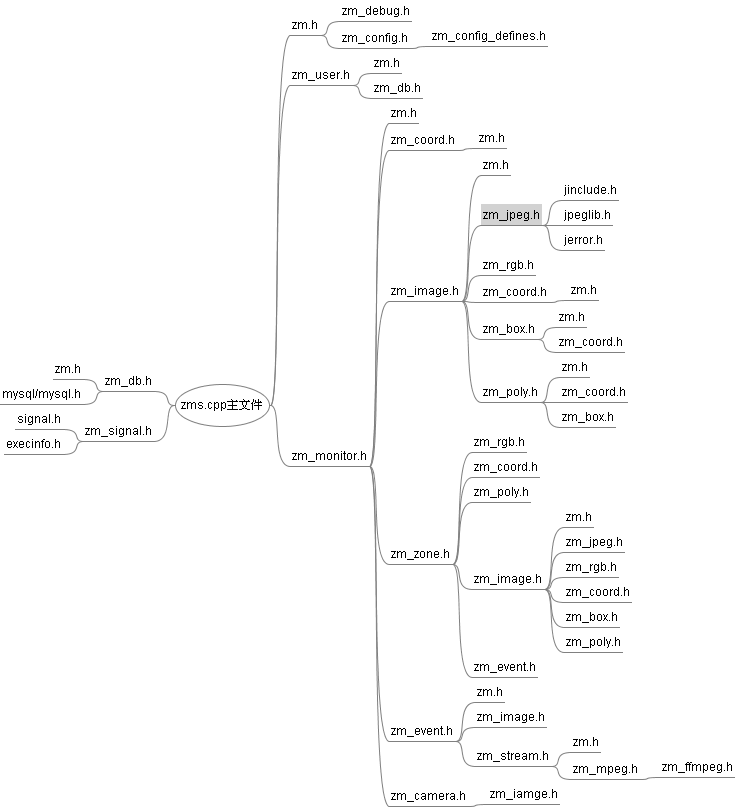 zm_debug.h
zm.h
zm_config.h
zm_config_defines.h
zm.h
zm_user.h
zm_db.h
zm.h
zm_coord.h
zm.h
zm.h
jinclude.h
zm_jpeg.h
jpeglib.h
jerror.h
zm_rgb.h
zm_image.h
zm_coord.h
zm.h
zm.h
zm_box.h
zm_coord.h
zm.h
zm_poly.h
zm_coord.h
zm_box.h
zm.h
zm_db.h
mysql/mysql.h
zms.cpp主文件
signal.h
zm_signal.h
execinfo.h
zm_monitor.h
zm_rgb.h
zm_coord.h
zm_poly.h
zm_zone.h
zm.h
zm_jpeg.h
zm_rgb.h
zm_image.h
zm_coord.h
zm_box.h
zm_poly.h
zm_event.h
zm.h
zm_image.h
zm_event.h
zm_stream.h
zm.h
zm_mpeg.h
zm_ffmpeg.h
zm_camera.h
zm_iamge.h